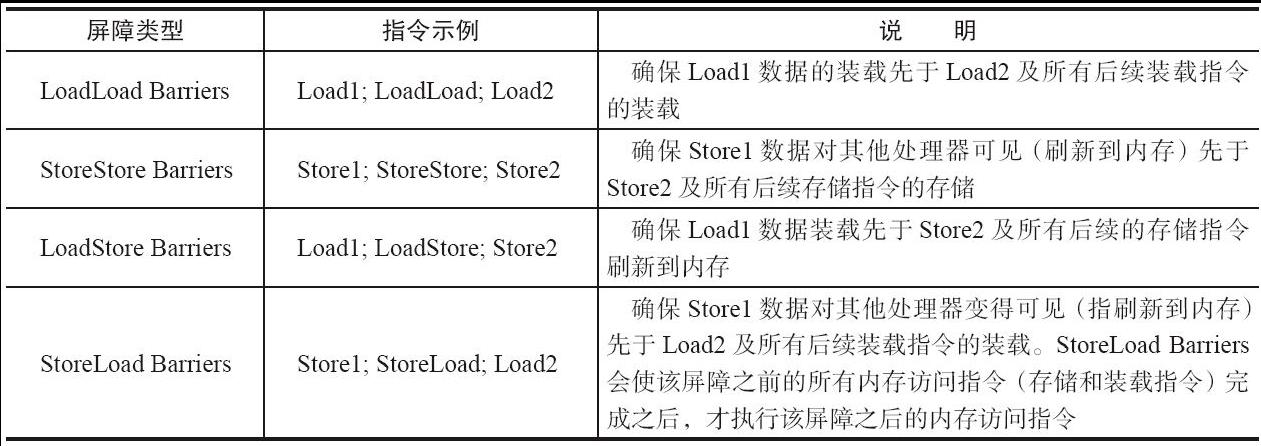 屏障类型 指令示例 说 明
LoadLoad Barriers Load1; LoadLoad; Load2 确保 Load1 数据的装载先于 Load2 及所有后续装载指令
的装载
StoreStore Barriers Store1; StoreStore; Store2 确保 Store1 数据对其他处理器可见（刷新到内存）先于
Store2 及所有后续存储指令的存储
LoadStore Barriers Load1; LoadStore; Store2 确保 Load1 数据装载先于 Store2 及所有后续的存储指令
刷新到内存
StoreLoad Barriers Store1; StoreLoad; Load2 确保 Store1 数据对其他处理器变得可见（指刷新到内存）
先于 Load2 及所有后续装载指令的装载。StoreLoad Barriers
会使该屏障之前的所有内存访问指令（存储和装载指令）完
成之后，才执行该屏障之后的内存访问指令